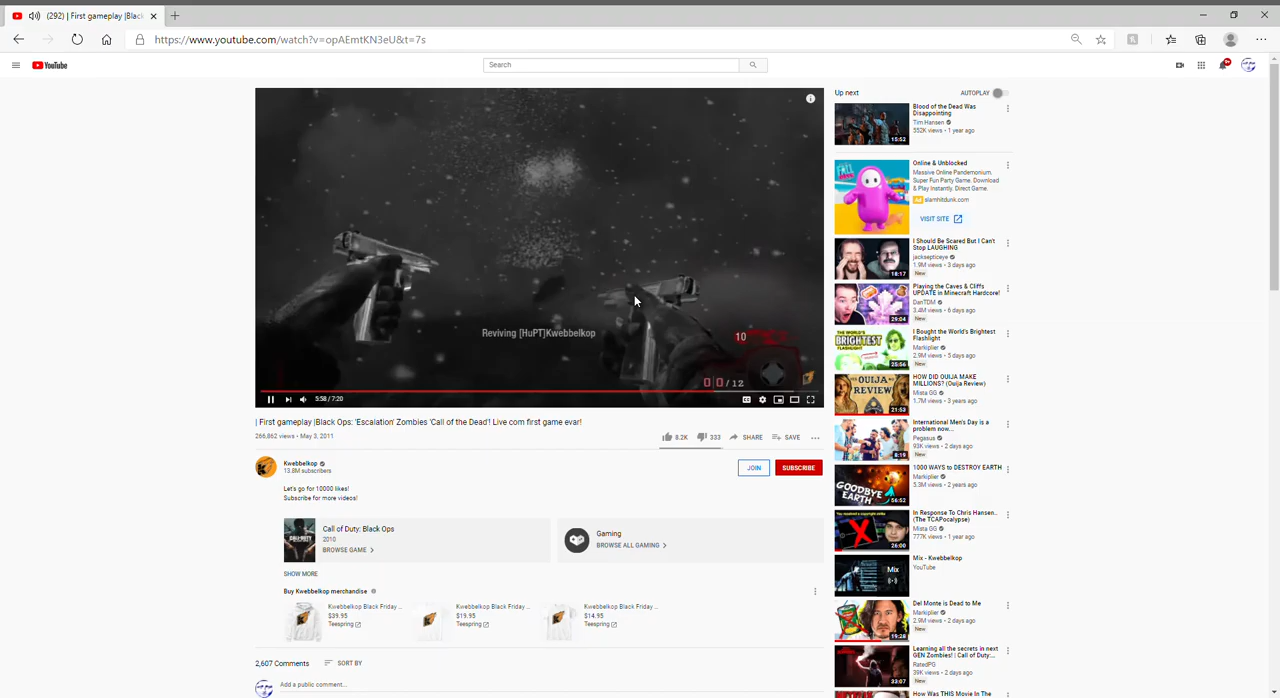 (292) | First gameplay |Black
https://www.youtube.com/watch?v=opAEmtKN3eU&t=7s
YouTube
Search
9+
Reviving [HuPT]Kwebbelkop
10
0 0 / 12
5:58 / 7:20
| First gameplay |Black Ops: 'Escalation' Zombies 'Call of the Dead'! Live com first game ever!
266,862 views • May 3, 2011
8.2K
333
SHARE
SAVE
Kwebbelkop
13.8M subscribers
JOIN
SUBSCRIBE
Let's go for 10000 likes!
Subscribe for more videos!
Call of Duty: Black Ops
2010
BROWSE GAME
Gaming
BROWSE ALL GAMING
SHOW MORE
Buy Kwebbelkop merchandise
Kwebbelkop Black Friday ...
$39.95
Teespring
Kwebbelkop Black Friday ...
$19.95
Teespring
Kwebbelkop Black Friday ...
$14.95
Teespring
2,607 Comments
SORT BY
Add a public comment...
Up next
AUTOPLAY
Blood of the Dead Was
Disappointing
Tim Hansen
552K views • 1 year ago
15:52
Online & Unblocked
Massive Online Pandemonium.
Super Fun Party Game. Download
& Play Instantly. Direct Game.
Ad slamhitdunk.com
VISIT SITE
I Should Be Scared But I Can't
Stop LAUGHING
jacksepticeye
1.9M views • 3 days ago
New
18:17
Playing the Caves & Cliffs
UPDATE in Minecraft Hardcore!
DanTDM
3.4M views • 6 days ago
New
29:04
I Bought the World's Brightest
Flashlight
Markiplier
2.9M views • 5 days ago
New
THE WORLD'S
BRIGHTEST
FLASHLIGHT
25:56
HOW DID OUIJA MAKE
MILLIONS? (Ouija Review)
Mista GG
1.7M views • 3 years ago
OUIJA
REVIEW
21:53
International Men's Day is a
problem now...
Pegasus
93K views • 2 days ago
New
8:19
1000 WAYS to DESTROY EARTH
Markiplier
5.3M views • 2 years ago
GOODBYE
EARTH
56:52
In Response To Chris Hansen..
(The TCAPocalypse)
Mista GG
777K views • 1 year ago
26:00
Mix - Kwebbelkop
YouTube
Mix
Del Monte is Dead to Me
Markiplier
2.9M views • 2 days ago
New
19:28
Learning all the secrets in next
GEN Zombies! | Call of Duty:...
RatedPG
39K views • 2 days ago
New
33:07
How Was THIS Movie In The